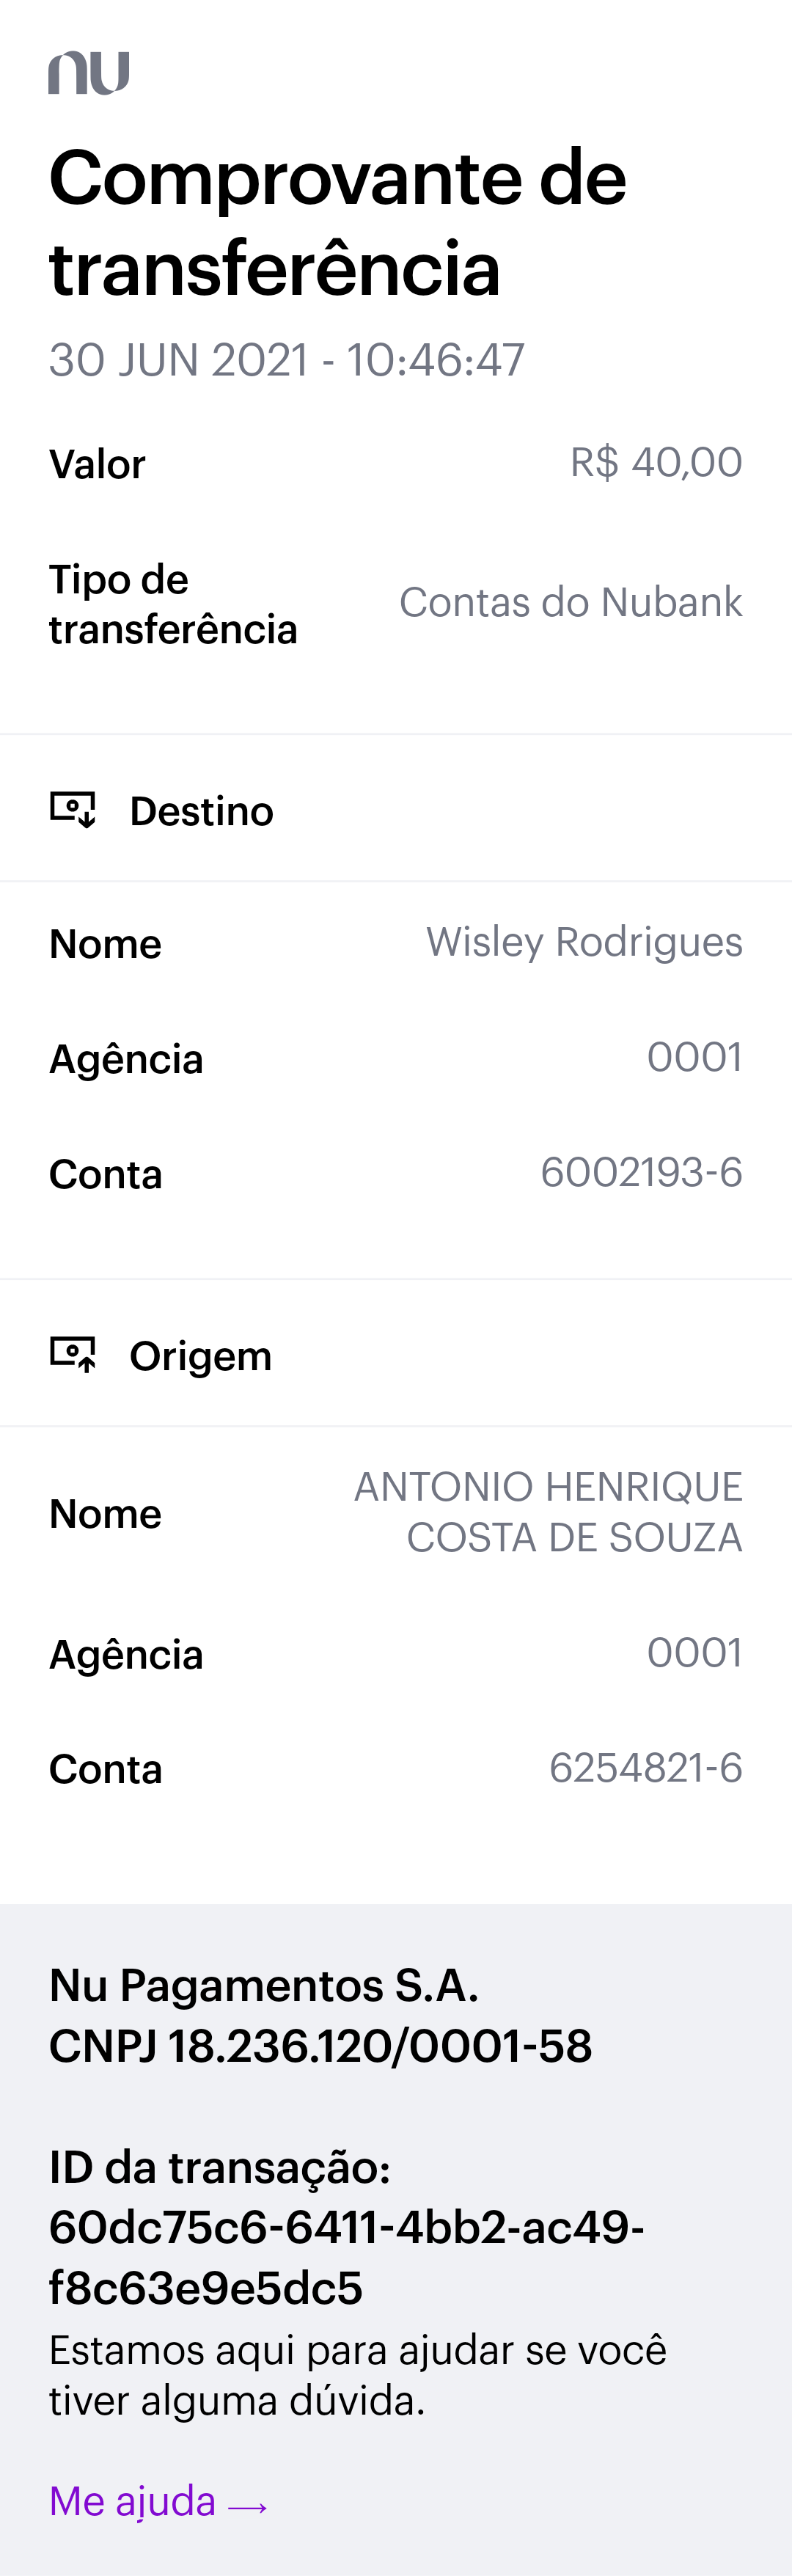 nu
Comprovante de
transferência
30 JUN 2021 - 10:46:47
Valor R$ 40,00
Tipo de
transferência Contas do Nubank
Destino
Nome Wisley Rodrigues
Agência 0001
Conta 6002193-6
Origem
Nome ANTONIO HENRIQUE
COSTA DE SOUZA
Agência 0001
Conta 6254821-6
Nu Pagamentos S.A.
CNPJ 18.236.120/0001-58
ID da transação:
60dc75c6-6411-4bb2-ac49-
f8c63e9e5dc5
Estamos aqui para ajudar se você
tiver alguma dúvida.
Me ajuda →